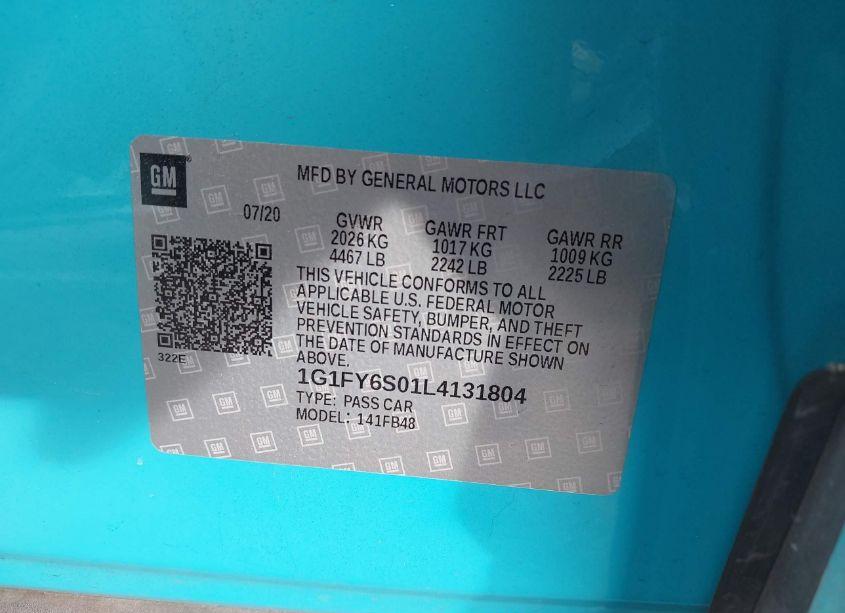 GM
MFD BY GENERAL MOTORS LLC
07/20
GVWR GAWR FRT GAWR RR
2026 KG 1017 KG 1009 KG
4467 LB 2242 LB 2225 LB
THIS VEHICLE CONFORMS TO ALL
APPLICABLE U.S. FEDERAL MOTOR
VEHICLE SAFETY, BUMPER, AND THEFT
PREVENTION STANDARDS IN EFFECT ON
THE DATE OF MANUFACTURE SHOWN
ABOVE.
322E
1G1FY6S01L4131804
TYPE: PASS CAR
MODEL: 141FB48